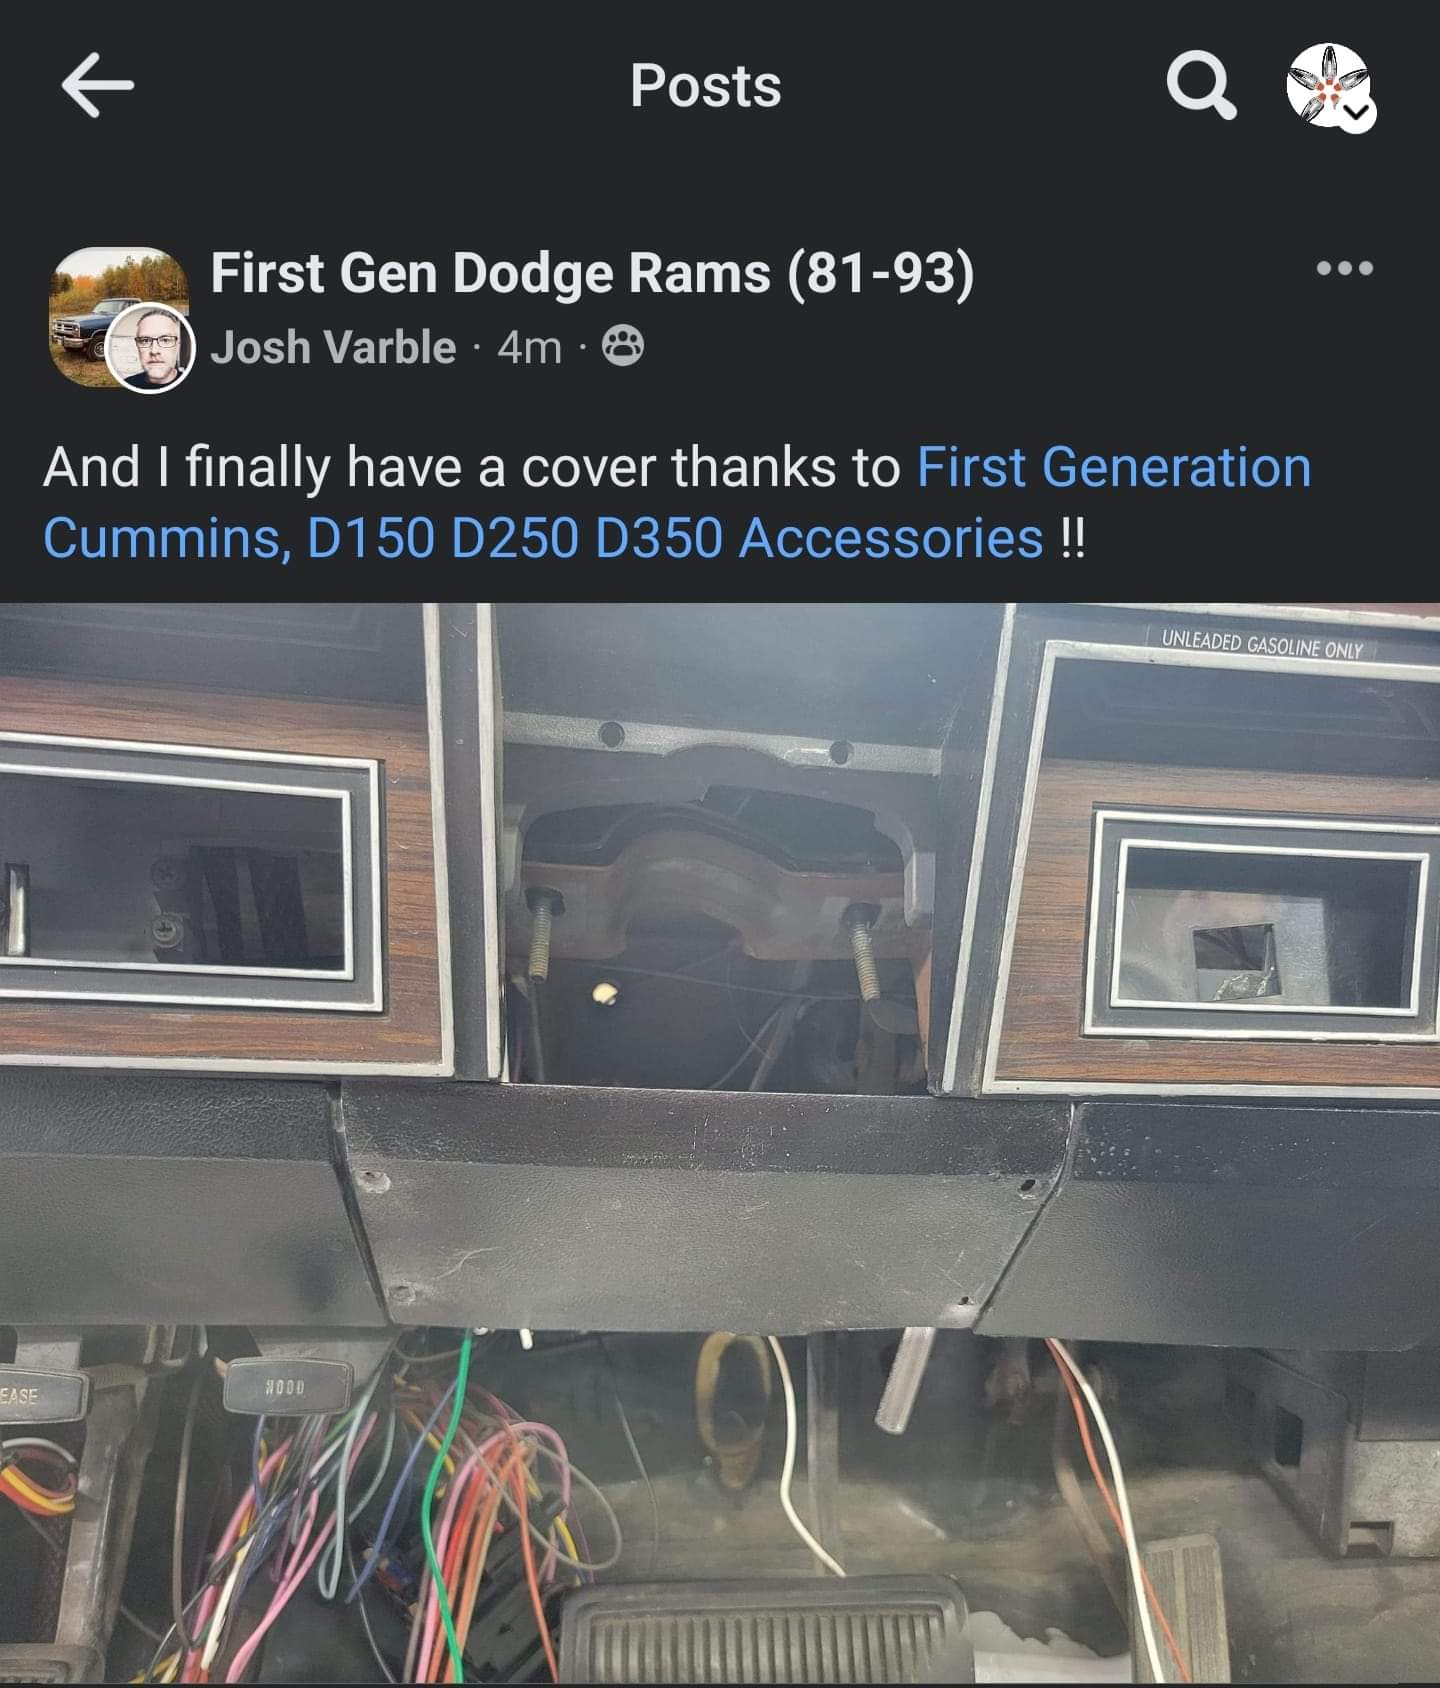 Posts
First Gen Dodge Rams (81-93)
Josh Varble · 4m ·
And I finally have a cover thanks to First Generation
Cummins, D150 D250 D350 Accessories !!
UNLEADED GASOLINE ONLY
EASE
HOOD